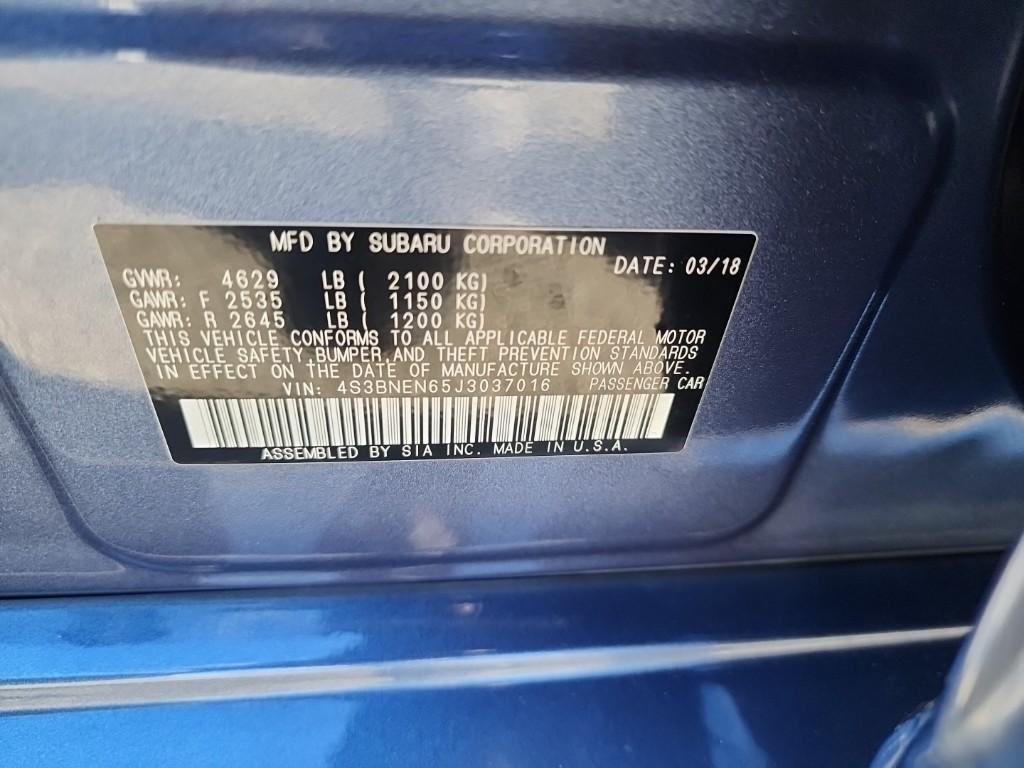 MFD BY SUBARU CORPORATION
DATE: 03/18
GVWR: 4629 LB ( 2100 KG)
GAWR: F 2535 LB ( 1150 KG)
GAWR: R 2645 LB ( 1200 KG)
THIS VEHICLE CONFORMS TO ALL APPLICABLE FEDERAL MOTOR
VEHICLE SAFETY,BUMPER,AND THEFT PREVENTION STANDARDS
IN EFFECT ON THE DATE OF MANUFACTURE SHOWN ABOVE.
VIN: 4S3BNEN65J3037016 PASSENGER CAR
ASSEMBLED BY SIA INC. MADE IN U.S.A.